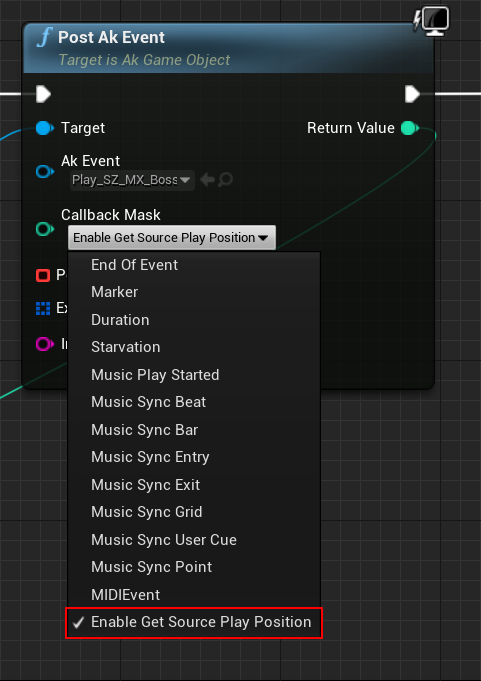 Post Ak Event
Target is Ak Game Object
Target
Return Value
Ak Event
Play_SZ_MX_Boss
Callback Mask
Enable Get Source Play Position
End Of Event
Marker
Duration
Starvation
Music Play Started
Music Sync Beat
Music Sync Bar
Music Sync Entry
Music Sync Exit
Music Sync Grid
Music Sync User Cue
Music Sync Point
MIDIEvent
Enable Get Source Play Position